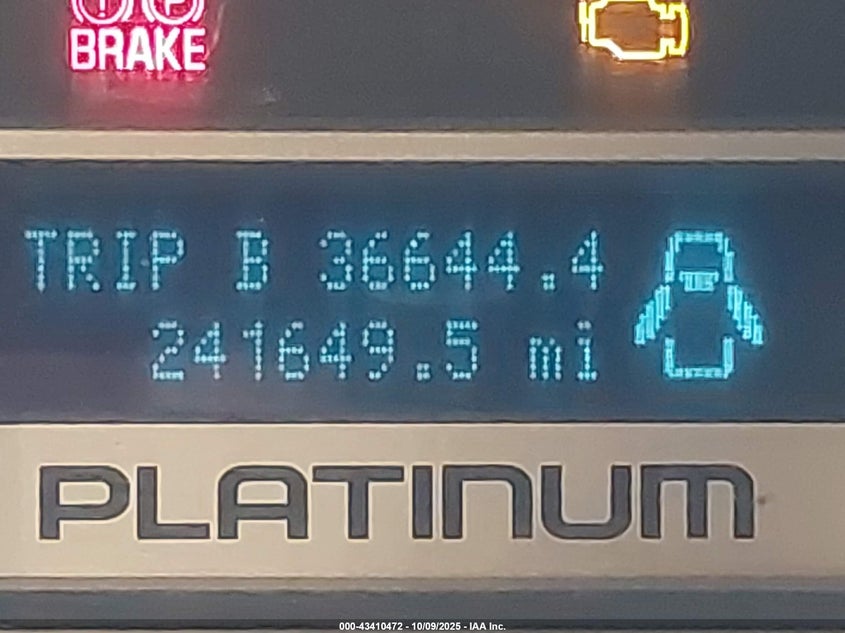 BRAKE
TRIP B 36644.4
241649.5 mi
PLATINUM
000-43410472 - 10/09/2025 - IAA Inc.